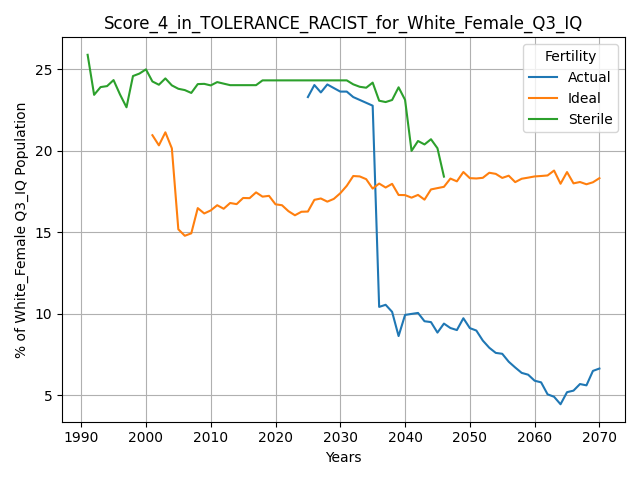 Score_4_in_TOLERANCE_RACIST_for_White_Female_Q3_IQ
% of White_Female Q3_IQ Population
25
20
15
10
5
Fertility
Actual
Ideal
Sterile
1990 2000 2010 2020 2030 2040 2050 2060 2070
Years